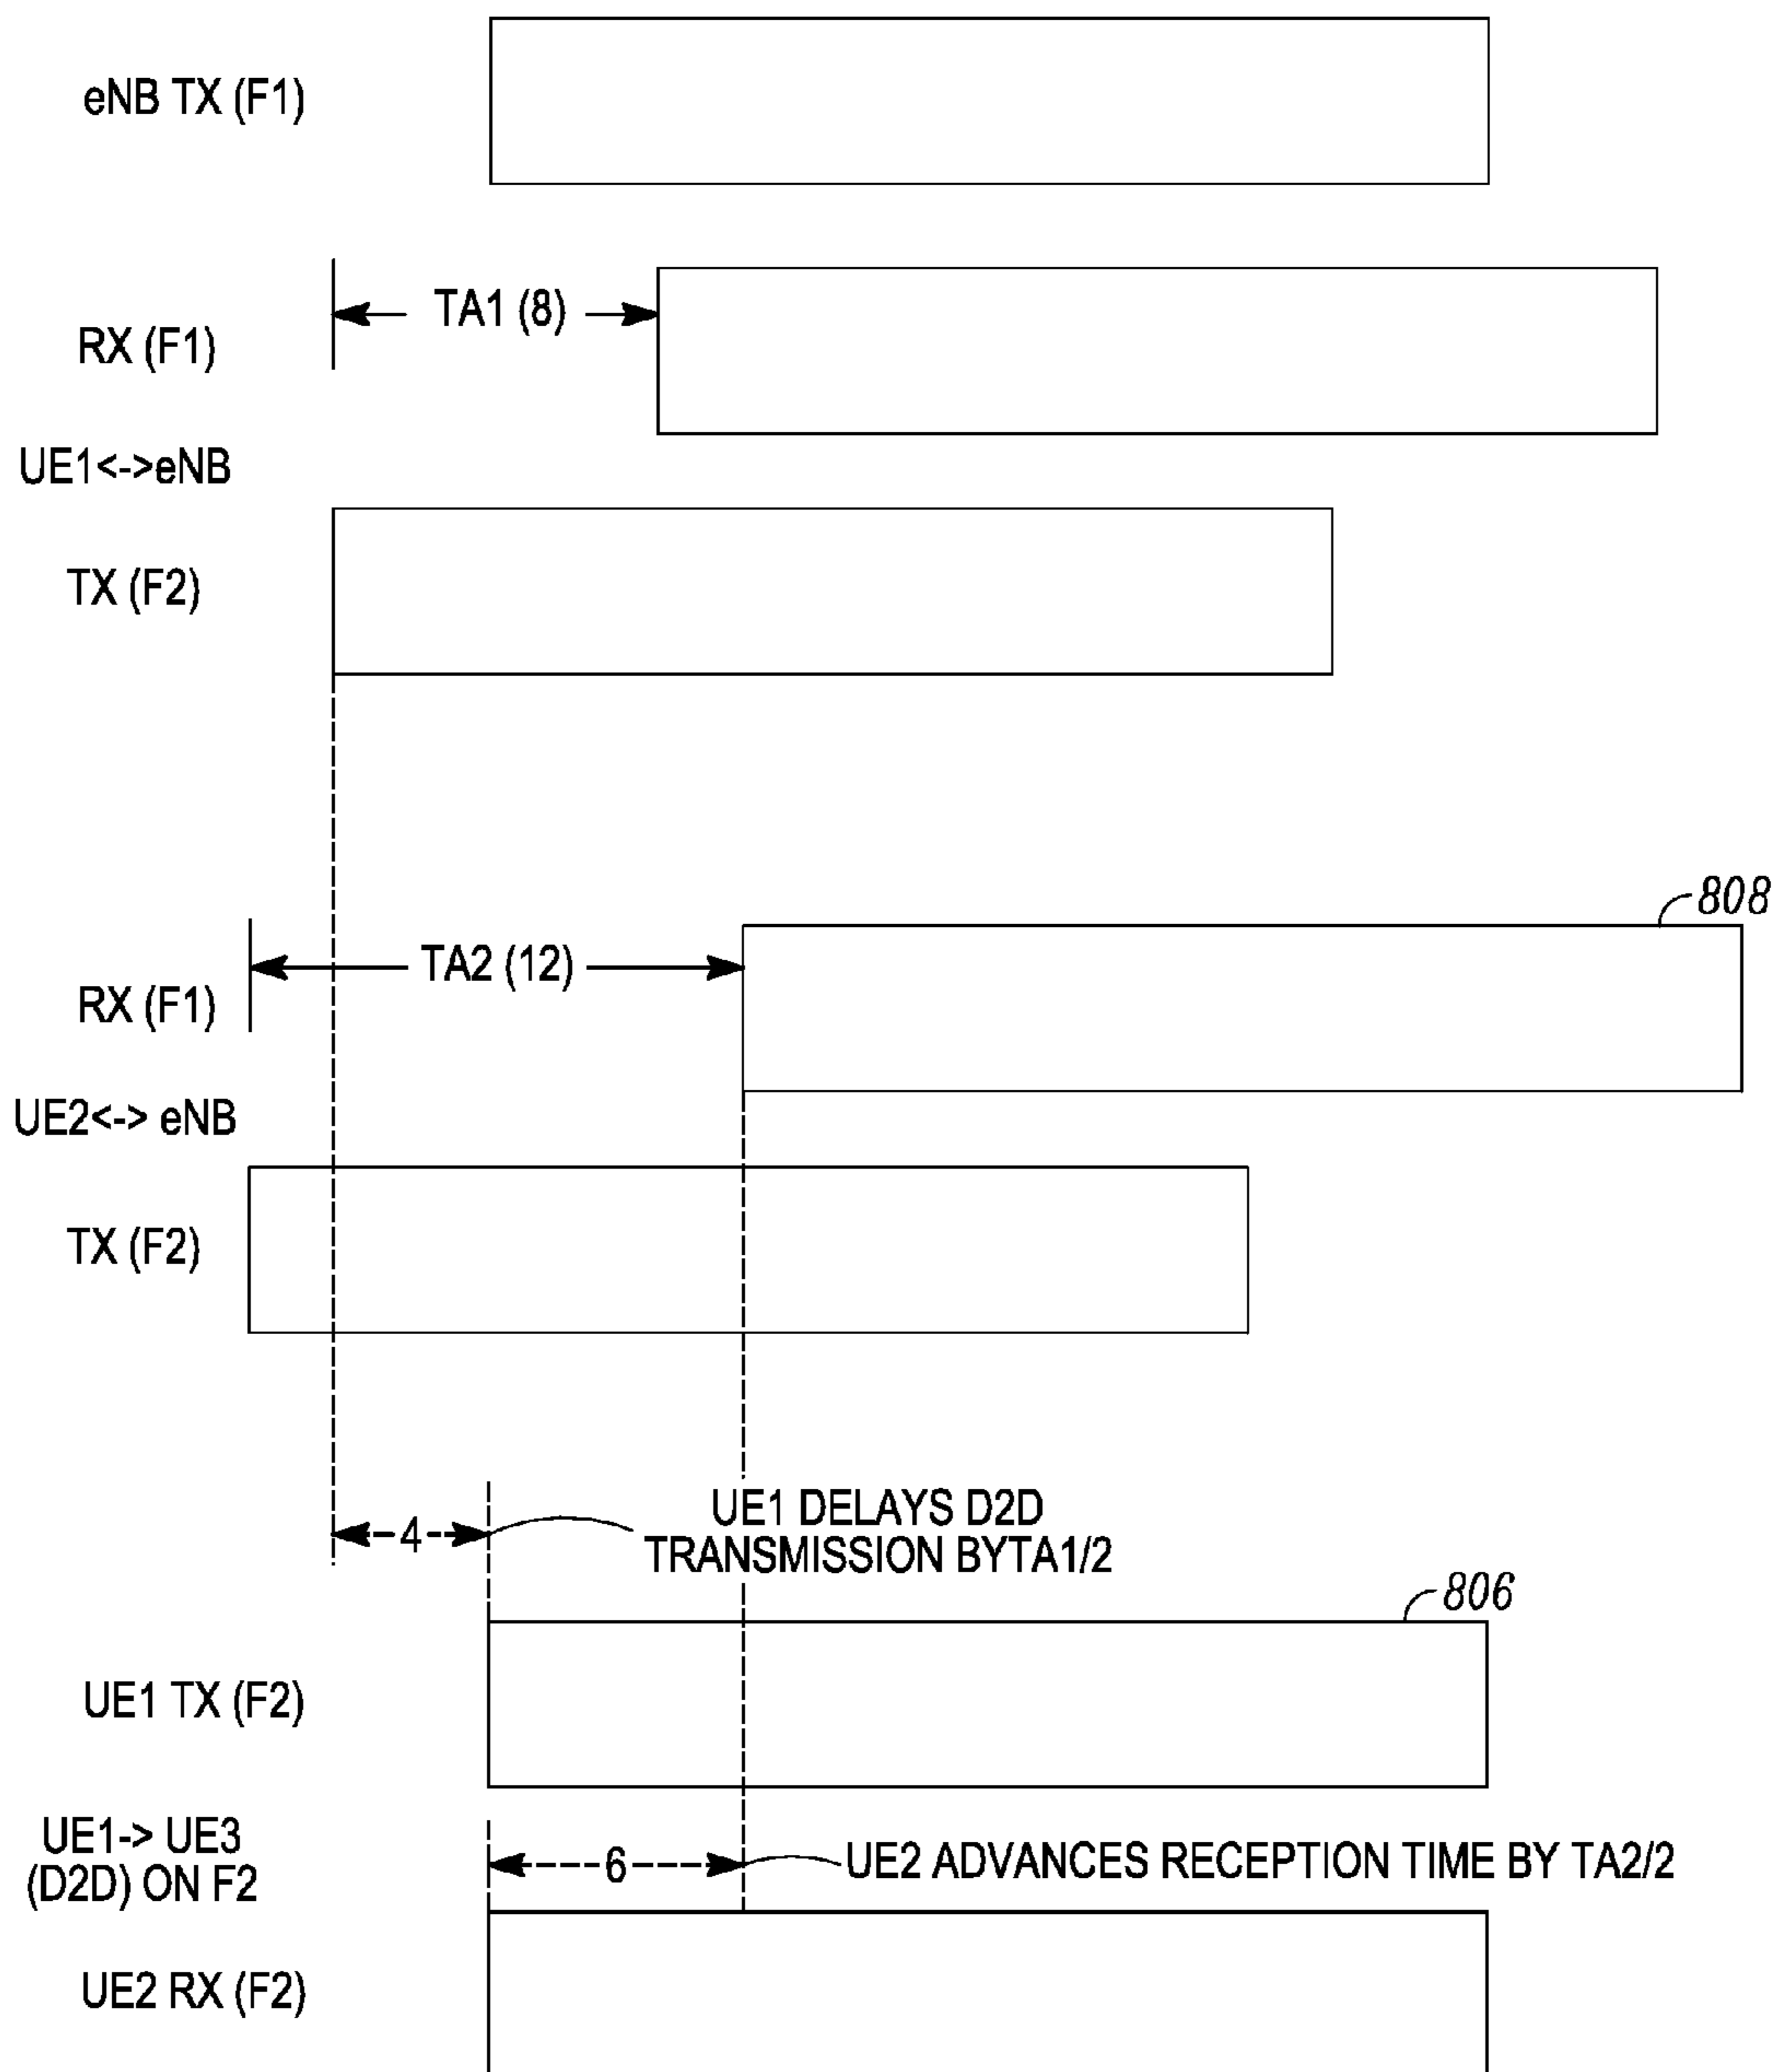 eNB TX (F1)
TA1 (8)
RX (F1)
UE1<->eNB
TX (F2)
808
TA2 (12)
RX (F1)
UE2<-> eNB
TX (F2)
4
UE1 DELAYS D2D
TRANSMISSION BYTA1/2
806
UE1 TX (F2)
UE1-> UE3
(D2D) ON F2
6
UE2 ADVANCES RECEPTION TIME BY TA2/2
UE2 RX (F2)